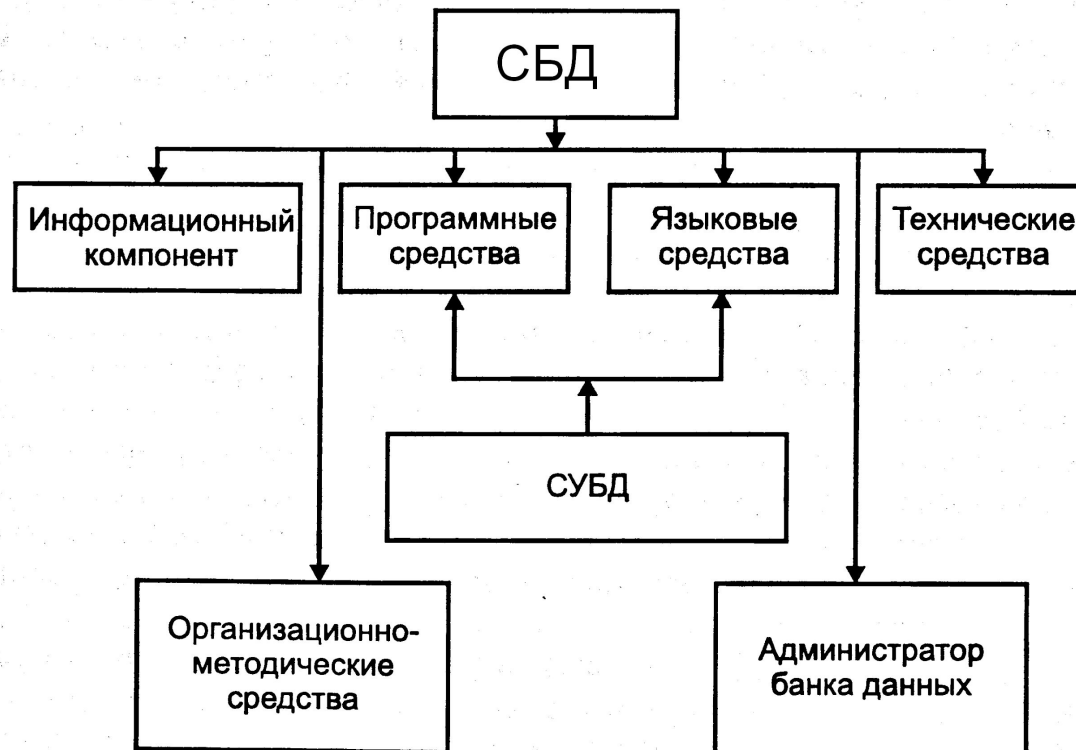 СБД
Информационный
компонент
Программные
средства
Языковые
средства
Технические
средства
СУБД
Организационно-
методические
средства
Администратор
банка данных